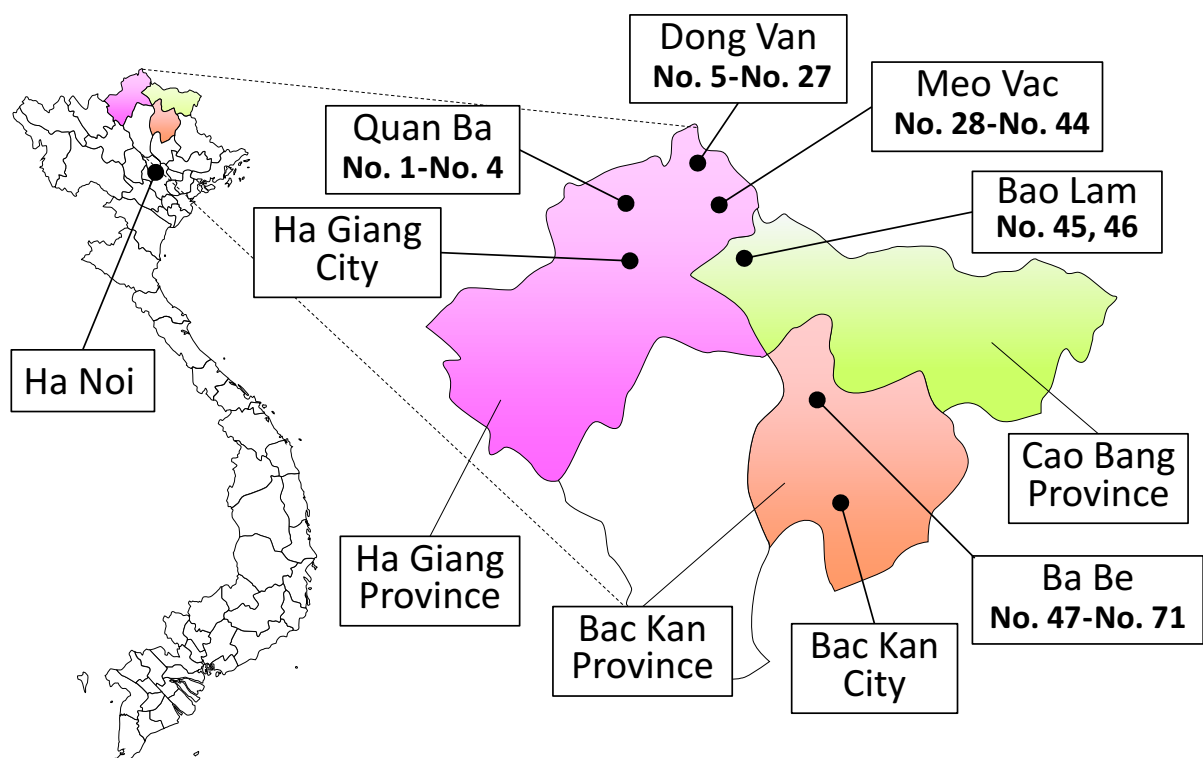 Dong Van
No. 5-No. 27
Meo Vac
No. 28-No. 44
Quan Ba
No. 1-No. 4
Bao Lam
No. 45, 46
Ha Giang
City
Ha Noi
Cao Bang
Province
Ha Giang
Province
Ba Be
No. 47-No. 71
Bac Kan
Province
Bac Kan
City